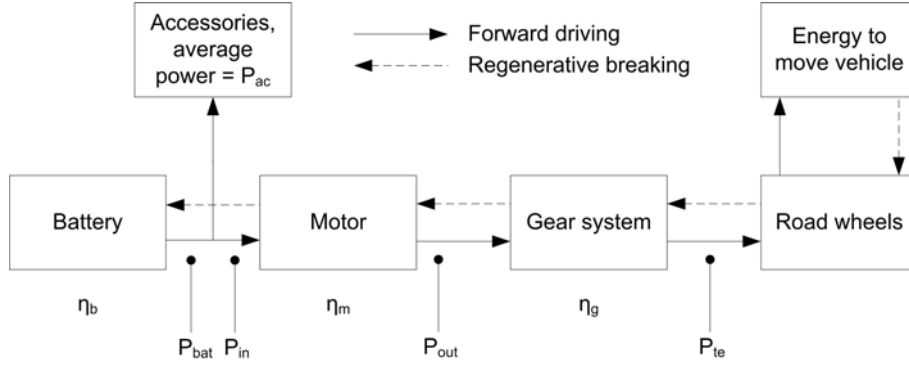 Accessories,
average
power = Pac
Forward driving
Regenerative breaking
Energy to
move vehicle
Battery
Motor
Gear system
Road wheels
ηb
ηm
ηg
Pbat
Pin
Pout
Pte